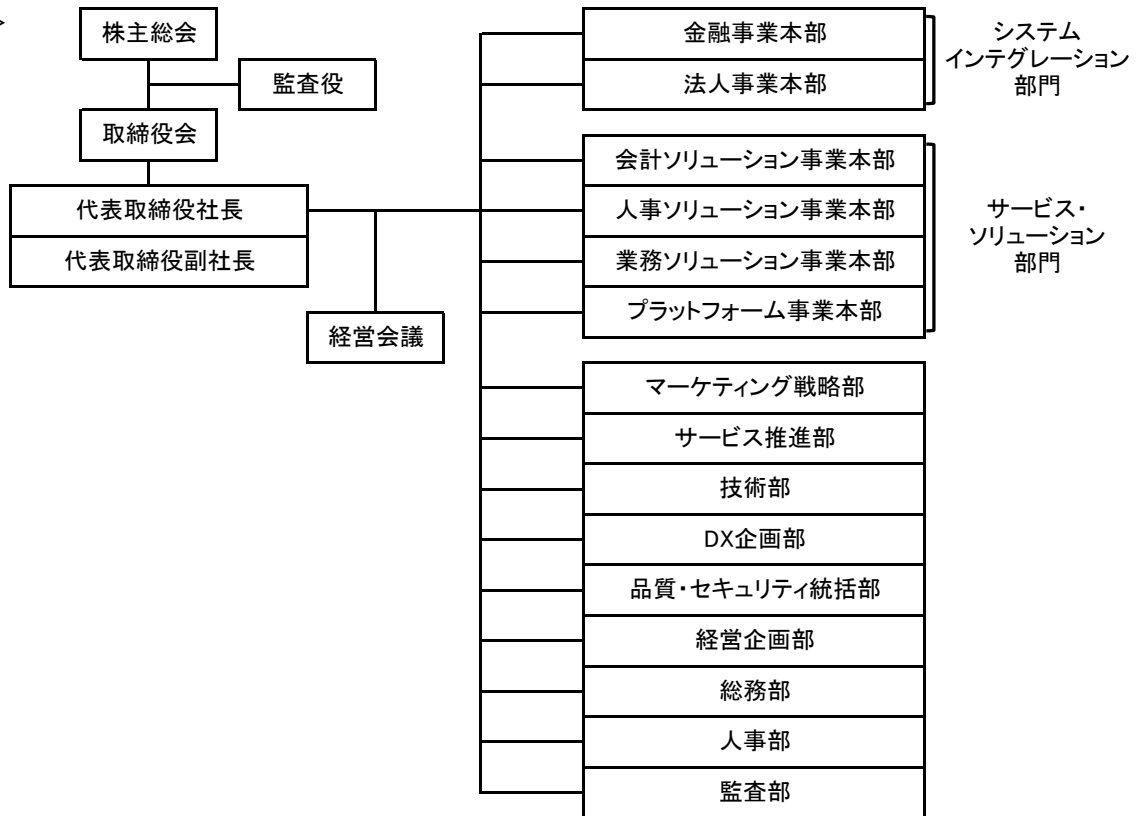 株主総会
監査役
取締役会
代表取締役社長
代表取締役副社長
経営会議
金融事業本部
法人事業本部
システム
インテグレーション
部門
会計ソリューション事業本部
人事ソリューション事業本部
業務ソリューション事業本部
プラットフォーム事業本部
サービス・
ソリューション
部門
マーケティング戦略部
サービス推進部
技術部
DX企画部
品質・セキュリティ統括部
経営企画部
総務部
人事部
監査部